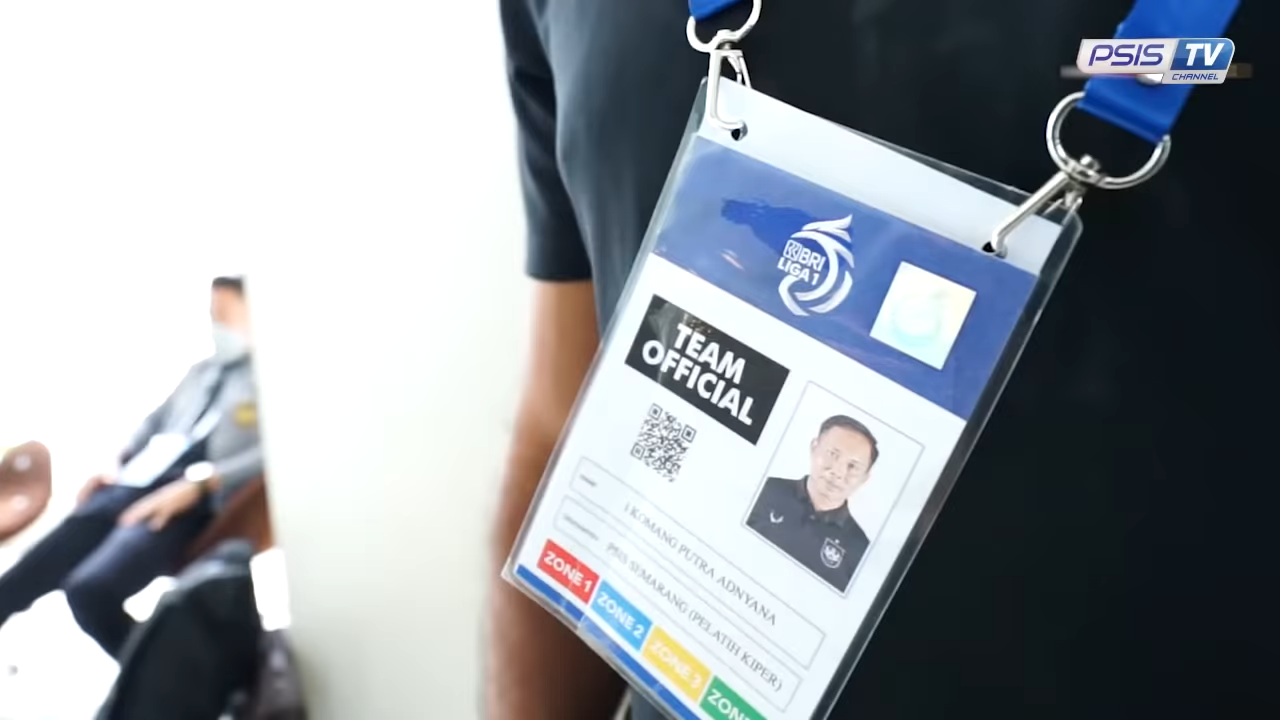 PSIS TV
CHANNEL
BRI
LIGA 1
TEAM
OFFICIAL
I KOMANG PUTRA ADNYANA
PSIS SEMARANG (PELATIH KIPER)
ZONE 1
ZONE 2
ZONE 3
ZONE